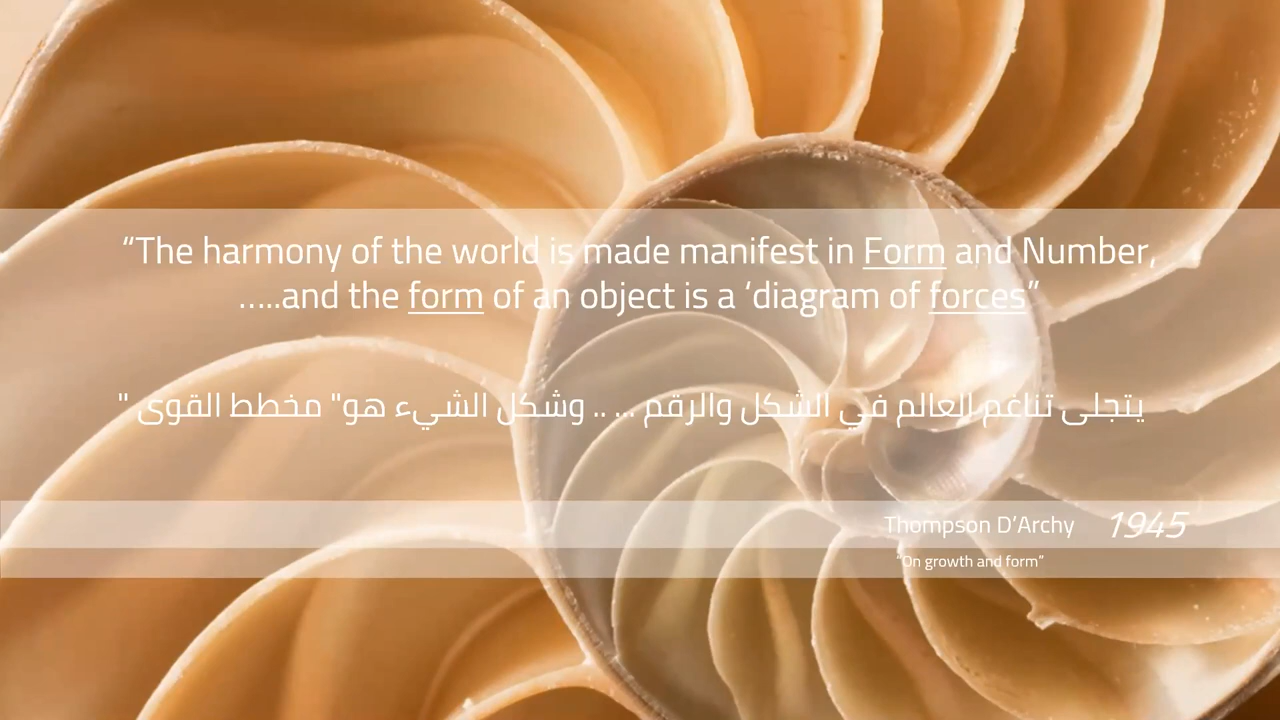 “The harmony of the world is made manifest in Form and Number,
…..and the form of an object is a ‘diagram of forces”
يتجلى تناغم العالم في الشكل والرقم ... .. وشكل الشيء هو" مخطط القوى "
Thompson D’Archy 1945
“On growth and form”